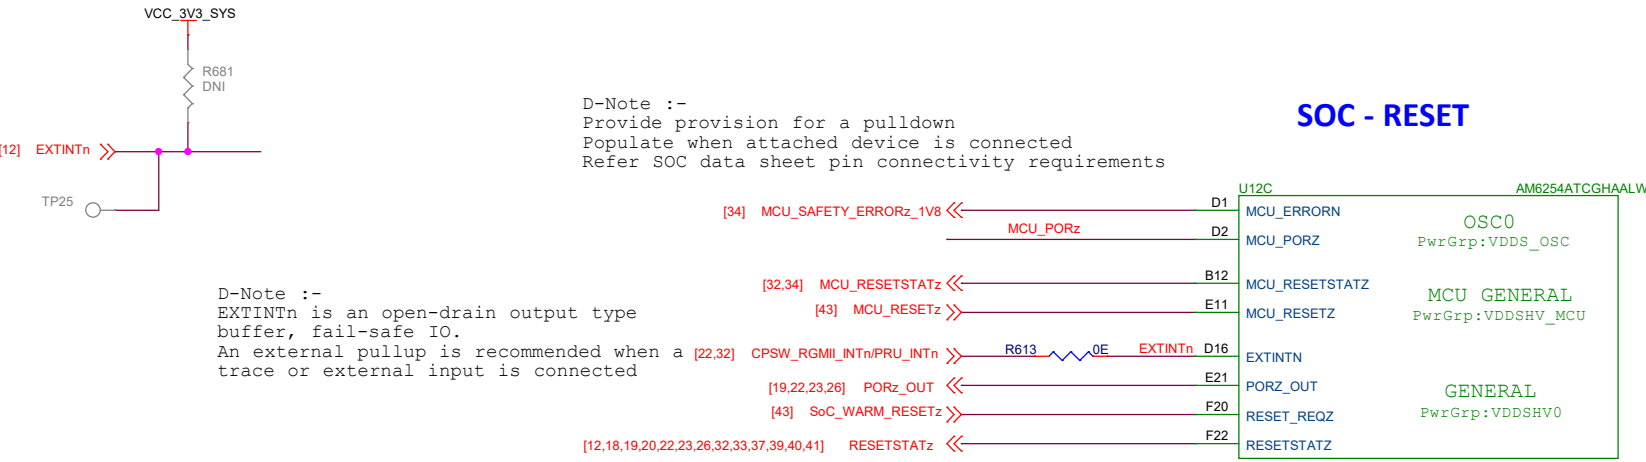 VCC_3V3_SYS
R681
DNI
[12] EXTINTn
TP25
D-Note :-
Provide provision for a pulldown
Populate when attached device is connected
Refer SOC data sheet pin connectivity requirements
SOC - RESET
D-Note :-
EXTINTn is an open-drain output type
buffer, fail-safe IO.
An external pullup is recommended when a
trace or external input is connected
U12C AM6254ATCGHAALW
[34] MCU_SAFETY_ERRORz_1V8 D1 MCU_ERRORN
MCU_PORz D2 MCU_PORZ
OSC0
PwrGrp:VDDS_OSC
[32,34] MCU_RESETSTATz B12 MCU_RESETSTATZ
[43] MCU_RESETz E11 MCU_RESETZ
MCU GENERAL
PwrGrp:VDDSHV_MCU
[22,32] CPSW_RGMII_INTn/PRU_INTn R613 0E EXTINTn D16 EXTINTN
[19,22,23,26] PORz_OUT E21 PORZ_OUT
[43] SoC_WARM_RESETz F20 RESET_REQZ
GENERAL
PwrGrp:VDDSHV0
[12,18,19,20,22,23,26,32,33,37,39,40,41] RESETSTATz F22 RESETSTATZ